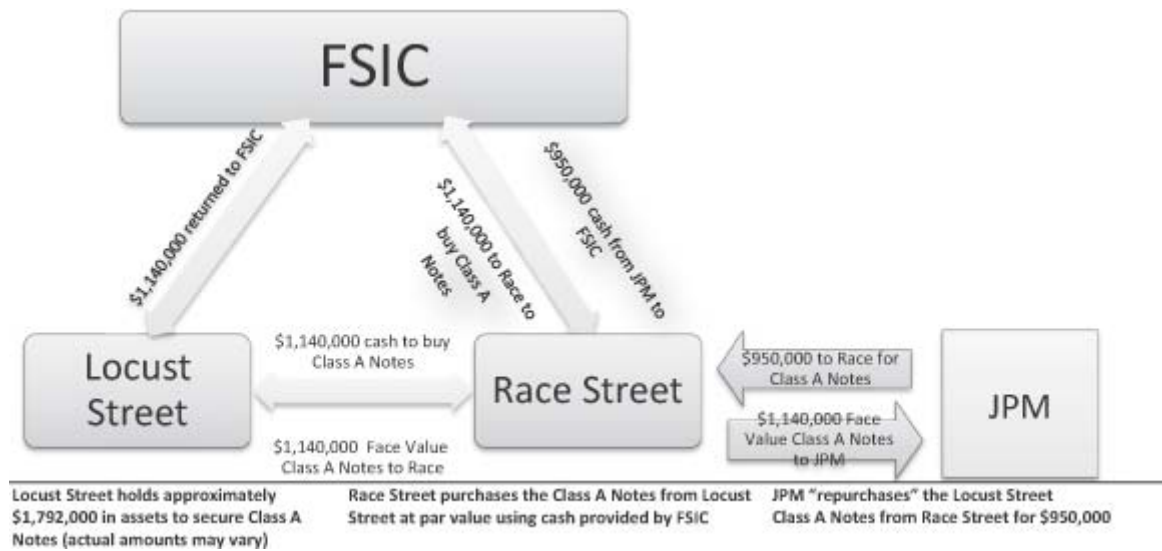 FSIC
$1,140,000 returned to FSIC
$1,140,000 to Race to
buy Class A
Notes
$950,000 cash from JPM to
FSIC
Locust
Street
$1,140,000 cash to buy
Class A Notes
$1,140,000 Face Value
Class A Notes to Race
Race Street
$950,000 to Race for
Class A Notes
$1,140,000 Face
Value Class A Notes
to JPM
JPM
Locust Street holds approximately
$1,792,000 in assets to secure Class A
Notes (actual amounts may vary)
Race Street purchases the Class A Notes from Locust
Street at par value using cash provided by FSIC
JPM "repurchases" the Locust Street
Class A Notes from Race Street for $950,000